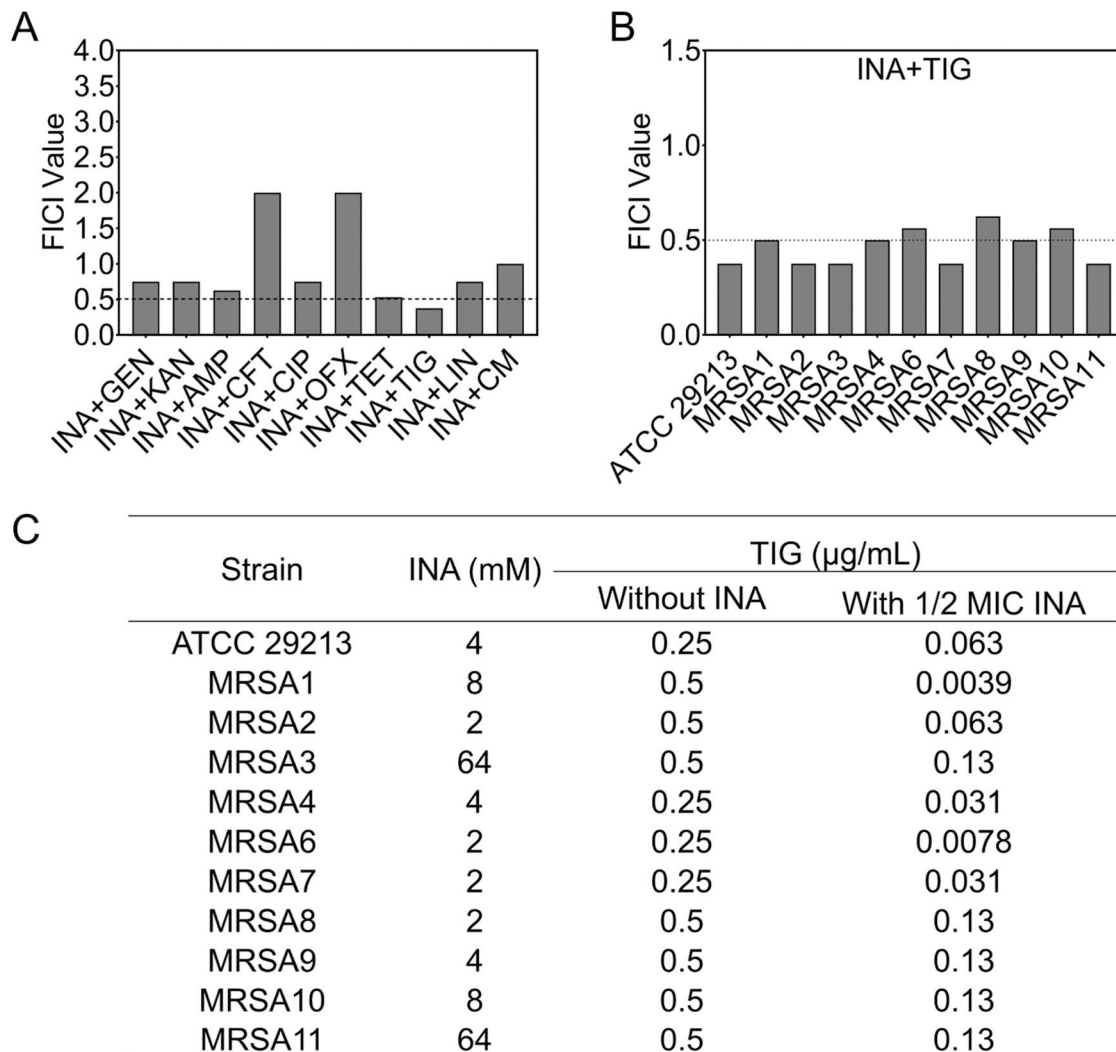 A
FICI Value
4.0
3.5
3.0
2.5
2.0
1.5
1.0
0.5
0.0
INA+GEN
INA+KAN
INA+AMP
INA+CFT
INA+CIP
INA+OFX
INA+TET
INA+TIG
INA+LIN
INA+CM
B
INA+TIG
FICI Value
1.5
1.0
0.5
0.0
ATCC 29213
MRSA1
MRSA2
MRSA3
MRSA4
MRSA6
MRSA7
MRSA8
MRSA9
MRSA10
MRSA11
C
Strain INA (mM) TIG (µg/mL)
Without INA With 1/2 MIC INA
ATCC 29213 4 0.25 0.063
MRSA1 8 0.5 0.0039
MRSA2 2 0.5 0.063
MRSA3 64 0.5 0.13
MRSA4 4 0.25 0.031
MRSA6 2 0.25 0.0078
MRSA7 2 0.25 0.031
MRSA8 2 0.5 0.13
MRSA9 4 0.5 0.13
MRSA10 8 0.5 0.13
MRSA11 64 0.5 0.13